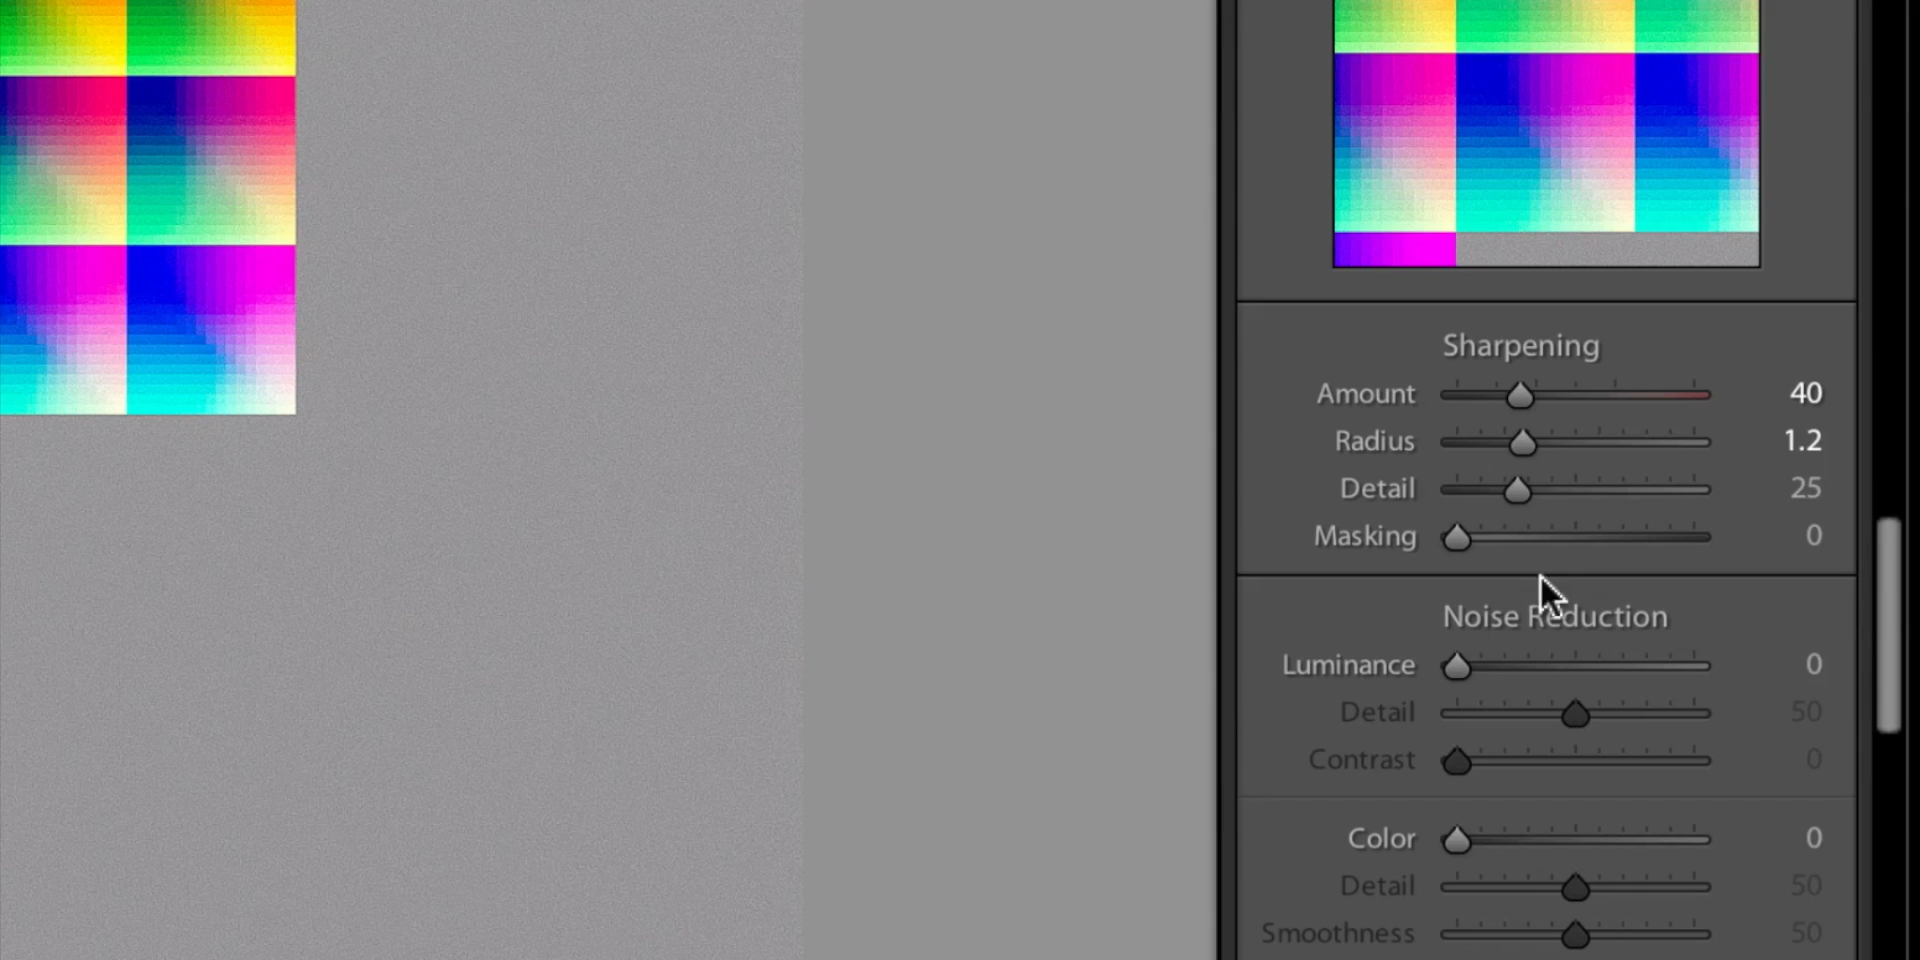 Sharpening
Amount 40
Radius 1.2
Detail 25
Masking 0
Noise Reduction
Luminance 0
Detail 50
Contrast 0
Color 0
Detail 50
Smoothness 50